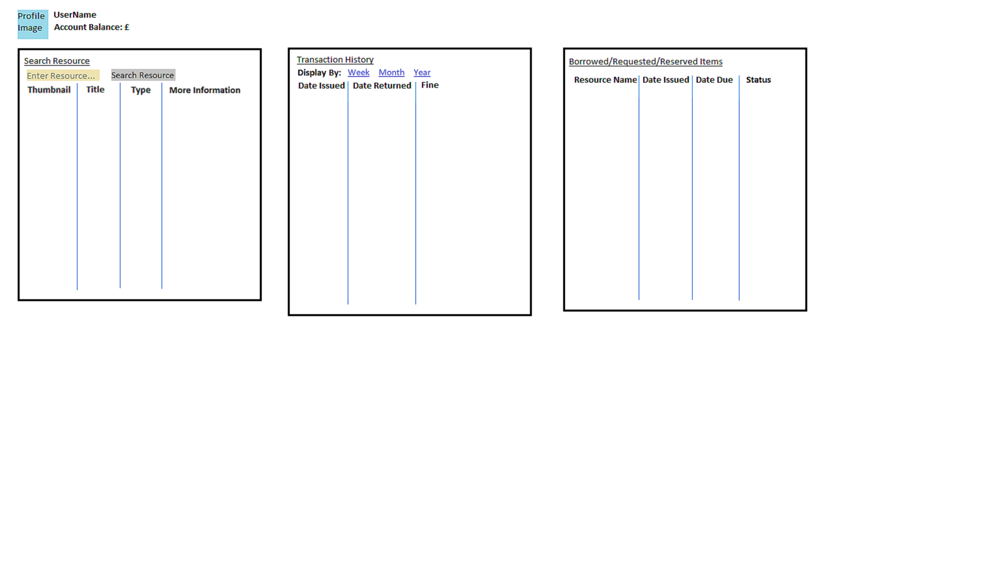 Profile
Image
UserName
Account Balance: £
Search Resource
Enter Resource...
Search Resource
Thumbnail Title Type More Information
Transaction History
Display By: Week Month Year
Date Issued Date Returned Fine
Borrowed/Requested/Reserved Items
Resource Name Date Issued Date Due Status